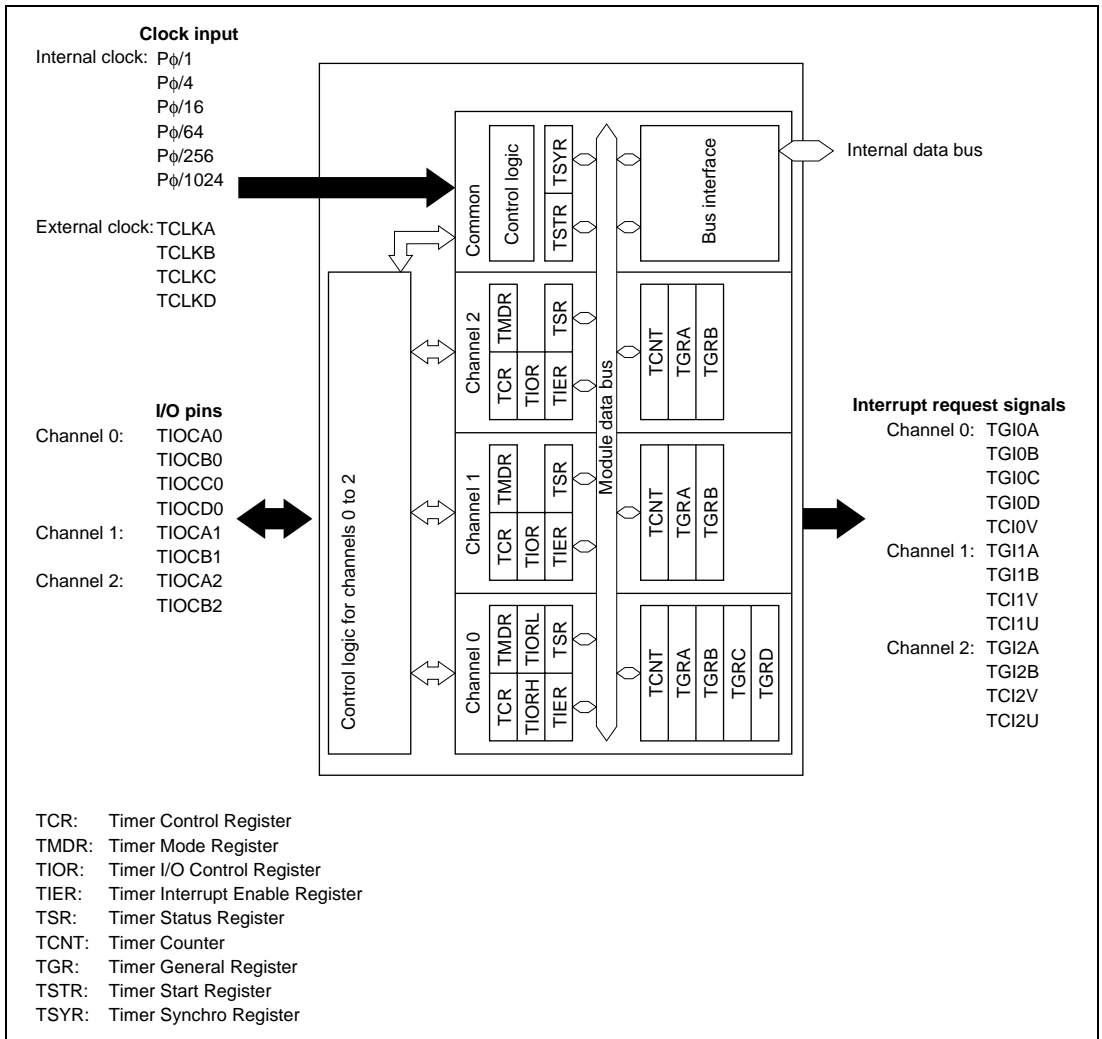 Clock input
Internal clock: Pϕ/1
Pϕ/4
Pϕ/16
Pϕ/64
Pϕ/256
Pϕ/1024
External clock: TCLKA
TCLKB
TCLKC
TCLKD
I/O pins
Channel 0: TIOCA0
TIOCB0
TIOCC0
TIOCD0
Channel 1: TIOCA1
TIOCB1
Channel 2: TIOCA2
TIOCB2
Control logic for channels 0 to 2
Common
Control logic
TSTR TSYR
Bus interface
Internal data bus
Module data bus
Channel 2
TCR TMDR
TIOR
TIER TSR
TCNT
TGRA
TGRB
Channel 1
TCR TMDR
TIOR
TIER TSR
TCNT
TGRA
TGRB
Channel 0
TCR TMDR
TIORH TIORL
TIER TSR
TCNT
TGRA
TGRB
TGRC
TGRD
Interrupt request signals
Channel 0: TGI0A
TGI0B
TGI0C
TGI0D
TCI0V
Channel 1: TGI1A
TGI1B
TCI1V
TCI1U
Channel 2: TGI2A
TGI2B
TCI2V
TCI2U
TCR: Timer Control Register
TMDR: Timer Mode Register
TIOR: Timer I/O Control Register
TIER: Timer Interrupt Enable Register
TSR: Timer Status Register
TCNT: Timer Counter
TGR: Timer General Register
TSTR: Timer Start Register
TSYR: Timer Synchro Register